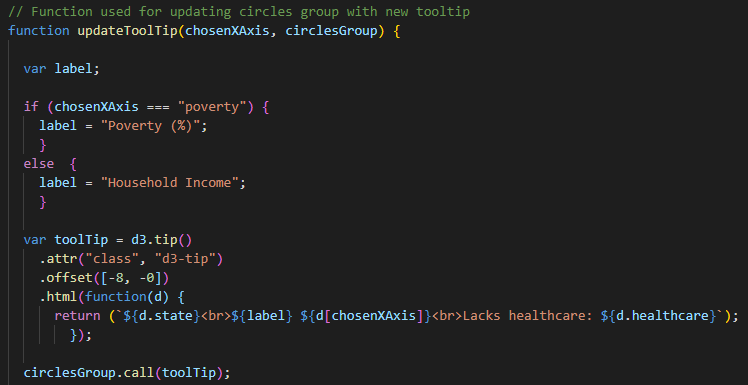 // Function used for updating circles group with new tooltip
function updateToolTip(chosenXAxis, circlesGroup) {
var label;
if (chosenXAxis === "poverty") {
label = "Poverty (%)";
}
else  {
label = "Household Income";
}
var toolTip = d3.tip()
.attr("class", "d3-tip")
.offset([-8, -0])
.html(function(d) {
return (`${d.state}<br>${label} ${d[chosenXAxis]}<br>Lacks healthcare: ${d.healthcare}`);
});
circlesGroup.call(toolTip);